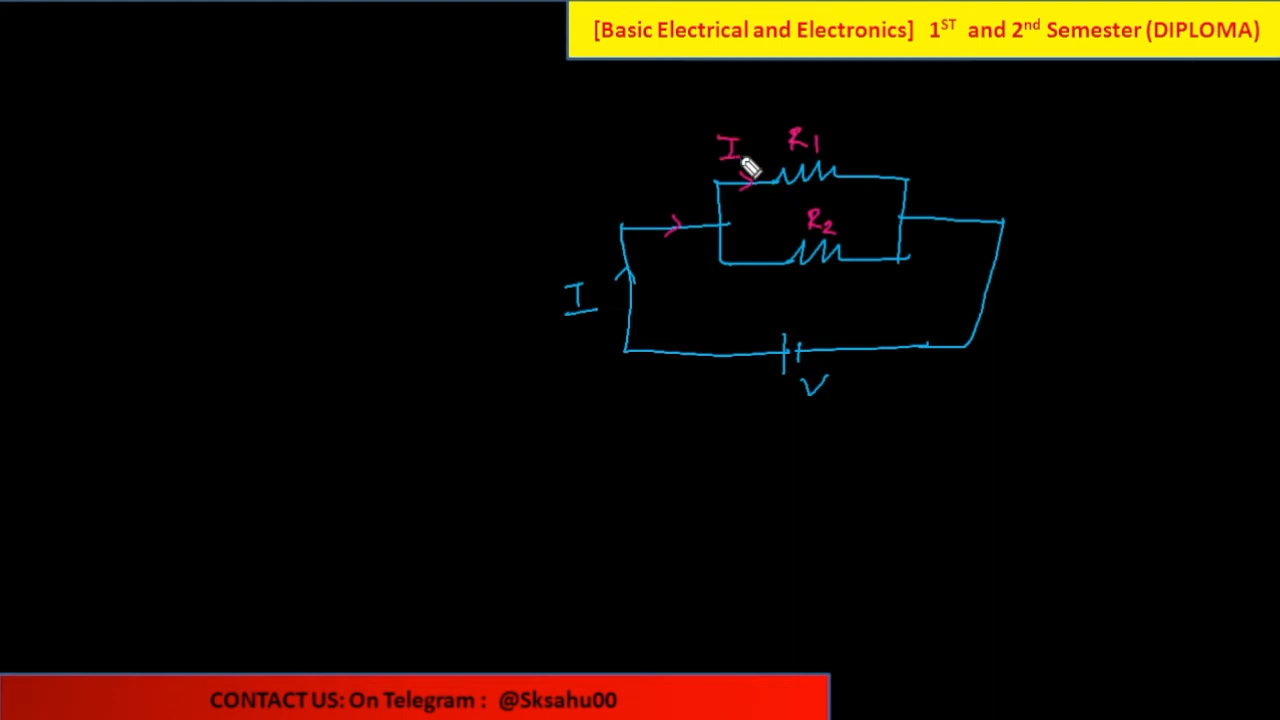 [Basic Electrical and Electronics] 1ST and 2nd Semester (DIPLOMA)
I R1
R2
I
V
CONTACT US: On Telegram : @Sksahu00